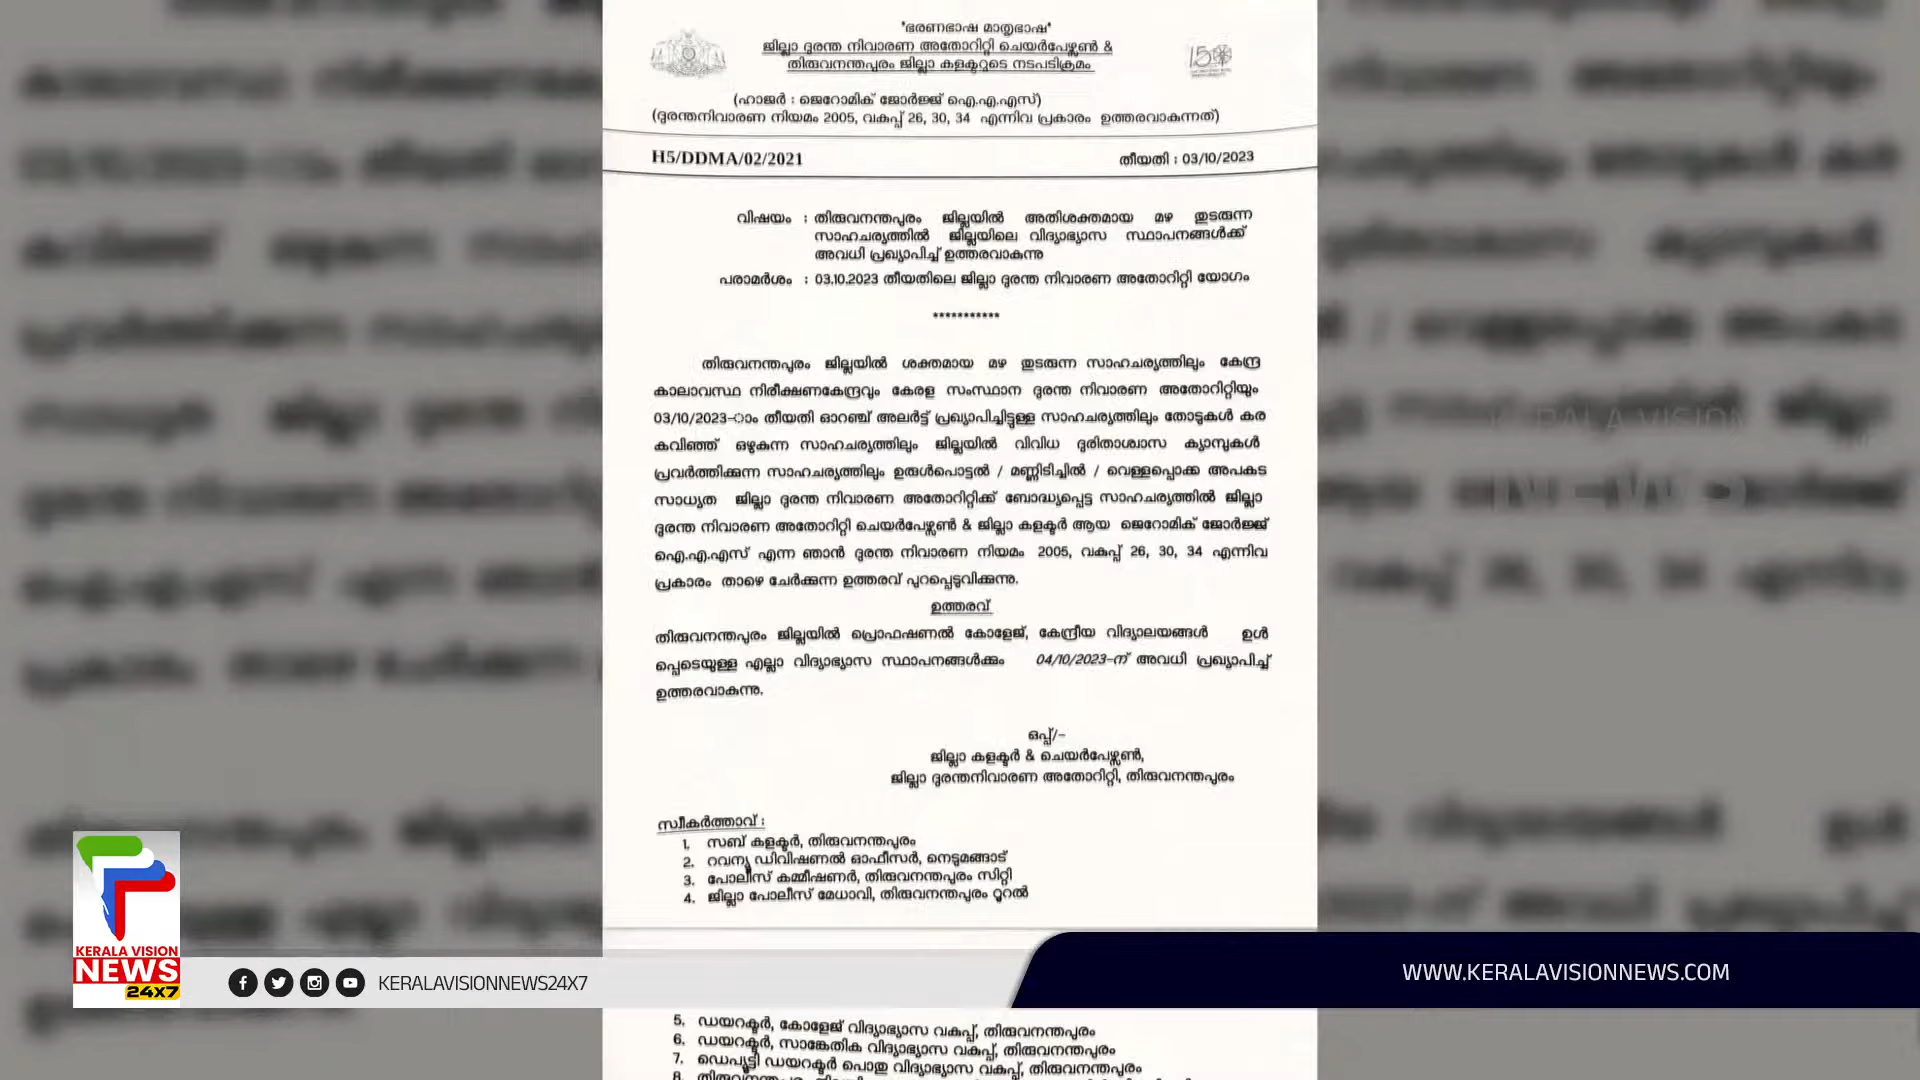 "ഭരണഭാഷ മാതൃഭാഷ"
ജില്ലാ ദുരന്ത നിവാരണ അതോറിറ്റി ചെയർപേഴ്സൺ &
തിരുവനന്തപുരം ജില്ലാ കളക്ടറുടെ നടപടിക്രമം
(ഹാജർ : ജെറോമിക് ജോർജ്ജ് ഐ.എ.എസ്)
(ദുരന്തനിവാരണ നിയമം 2005, വകുപ്പ് 26, 30, 34 എന്നിവ പ്രകാരം ഉത്തരവാകുന്നത്)
H5/DDMA/02/2021 തീയതി : 03/10/2023
വിഷയം : തിരുവനന്തപുരം ജില്ലയിൽ അതിശക്തമായ മഴ തുടരുന്ന
സാഹചര്യത്തിൽ ജില്ലയിലെ വിദ്യാഭ്യാസ സ്ഥാപനങ്ങൾക്ക്
അവധി പ്രഖ്യാപിച്ച് ഉത്തരവാകുന്നു
പരാമർശം : 03.10.2023 തീയതിലെ ജില്ലാ ദുരന്ത നിവാരണ അതോറിറ്റി യോഗം
***********
തിരുവനന്തപുരം ജില്ലയിൽ ശക്തമായ മഴ തുടരുന്ന സാഹചര്യത്തിലും കേന്ദ്ര
കാലാവസ്ഥ നിരീക്ഷണകേന്ദ്രവും കേരള സംസ്ഥാന ദുരന്ത നിവാരണ അതോറിറ്റിയും
03/10/2023-ാം തീയതി ഓറഞ്ച് അലർട്ട് പ്രഖ്യാപിച്ചിട്ടുള്ള സാഹചര്യത്തിലും തോടുകൾ കര
കവിഞ്ഞ് ഒഴുകുന്ന സാഹചര്യത്തിലും ജില്ലയിൽ വിവിധ ദുരിതാശ്വാസ ക്യാമ്പുകൾ
പ്രവർത്തിക്കുന്ന സാഹചര്യത്തിലും ഉരുൾപൊട്ടൽ / മണ്ണിടിച്ചിൽ / വെള്ളപ്പൊക്ക അപകട
സാധ്യത ജില്ലാ ദുരന്ത നിവാരണ അതോറിറ്റിക്ക് ബോദ്ധ്യപ്പെട്ട സാഹചര്യത്തിൽ ജില്ലാ
ദുരന്ത നിവാരണ അതോറിറ്റി ചെയർപേഴ്സൺ & ജില്ലാ കളക്ടർ ആയ ജെറോമിക് ജോർജ്ജ്
ഐ.എ.എസ് എന്ന ഞാൻ ദുരന്ത നിവാരണ നിയമം 2005, വകുപ്പ് 26, 30, 34 എന്നിവ
പ്രകാരം താഴെ ചേർക്കുന്ന ഉത്തരവ് പുറപ്പെടുവിക്കുന്നു.
ഉത്തരവ്
തിരുവനന്തപുരം ജില്ലയിൽ പ്രൊഫഷണൽ കോളേജ്, കേന്ദ്രീയ വിദ്യാലയങ്ങൾ ഉൾ
പ്പെടെയുള്ള എല്ലാ വിദ്യാഭ്യാസ സ്ഥാപനങ്ങൾക്കും 04/10/2023-ന് അവധി പ്രഖ്യാപിച്ച്
ഉത്തരവാകുന്നു.
ഒപ്പ്/-
ജില്ലാ കളക്ടർ & ചെയർപേഴ്സൺ,
ജില്ലാ ദുരന്തനിവാരണ അതോറിറ്റി, തിരുവനന്തപുരം
സ്വീകർത്താവ് :
1. സബ് കളക്ടർ, തിരുവനന്തപുരം
2. റവന്യൂ ഡിവിഷണൽ ഓഫീസർ, നെടുമങ്ങാട്
3. പോലീസ് കമ്മീഷണർ, തിരുവനന്തപുരം സിറ്റി
4. ജില്ലാ പോലീസ് മേധാവി, തിരുവനന്തപുരം റൂറൽ
KERALA VISION
NEWS
24X7
KERALAVISIONNEWS24X7
WWW.KERALAVISIONNEWS.COM
5. ഡയറക്ടർ, കോളേജ് വിദ്യാഭ്യാസ വകുപ്പ്, തിരുവനന്തപുരം
6. ഡയറക്ടർ, സാങ്കേതിക വിദ്യാഭ്യാസ വകുപ്പ്, തിരുവനന്തപുരം
7. ഡെപ്യൂട്ടി ഡയറക്ടർ പൊതു വിദ്യാഭ്യാസ വകുപ്പ്, തിരുവനന്തപുരം
8.